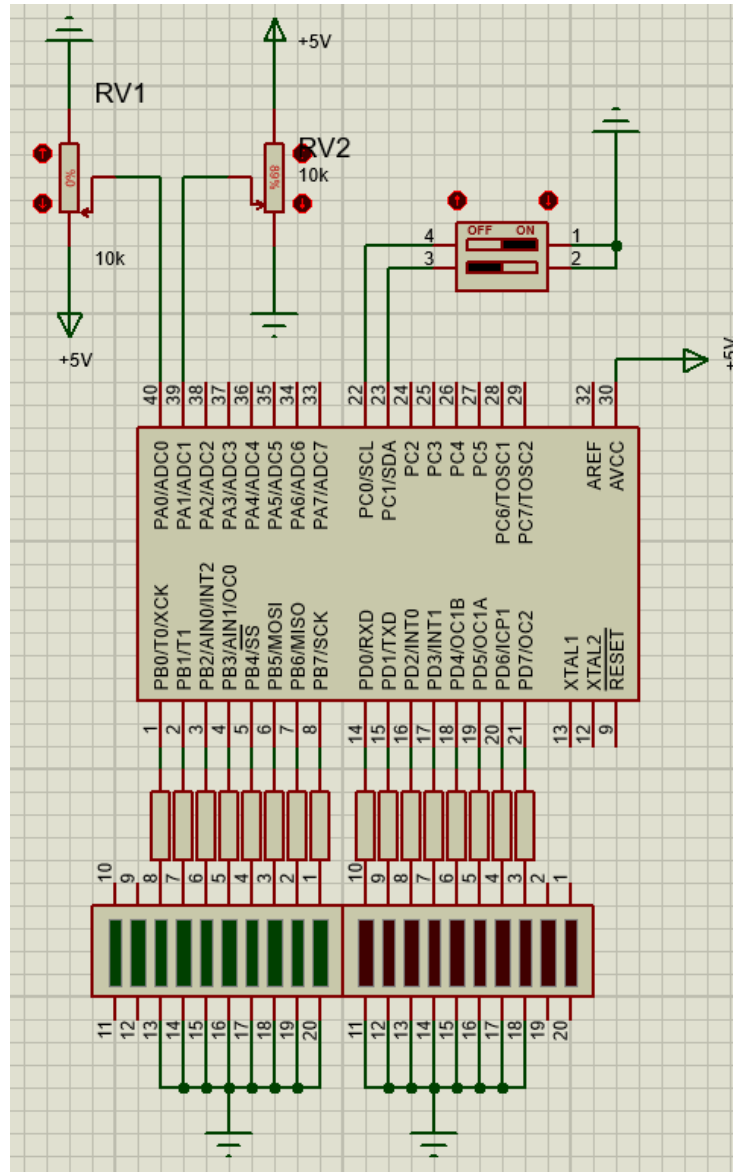 +5V
RV1
RV2
10k
0%
%68
10k
+5V
OFF ON
4
1
3
2
+5V
40 39 38 37 36 35 34 33
22 23 24 25 26 27 28 29
32 30
PA0/ADC0
PA1/ADC1
PA2/ADC2
PA3/ADC3
PA4/ADC4
PA5/ADC5
PA6/ADC6
PA7/ADC7
PC0/SCL
PC1/SDA
PC2
PC3
PC4
PC5
PC6/TOSC1
PC7/TOSC2
AREF
AVCC
PB0/T0/XCK
PB1/T1
PB2/AIN0/INT2
PB3/AIN1/OC0
PB4/SS
PB5/MOSI
PB6/MISO
PB7/SCK
PD0/RXD
PD1/TXD
PD2/INT0
PD3/INT1
PD4/OC1B
PD5/OC1A
PD6/ICP1
PD7/OC2
XTAL1
XTAL2
RESET
1 2 3 4 5 6 7 8
14 15 16 17 18 19 20 21
13 12 9
10 9 8 7 6 5 4 3 2 1
10 9 8 7 6 5 4 3 2 1
11 12 13 14 15 16 17 18 19 20
11 12 13 14 15 16 17 18 19 20